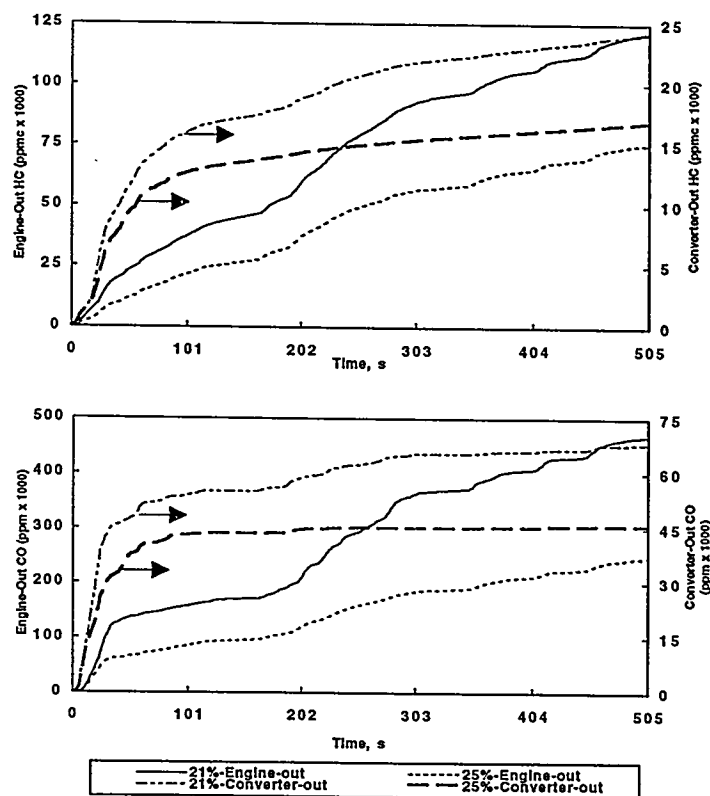 125
100
75
50
25
0
Engine-Out HC (ppmc x 1000)
25
20
15
10
5
0
Converter-Out HC (ppmc x 1000)
0 101 202 303 404 505
Time, s
500
400
300
200
100
0
Engine-Out CO (ppm x 1000)
75
60
45
30
15
0
Converter-Out CO
(ppm x 1000)
0 101 202 303 404 505
Time, s
21%-Engine-out 25%-Engine-out
21%-Converter-out 25%-Converter-out